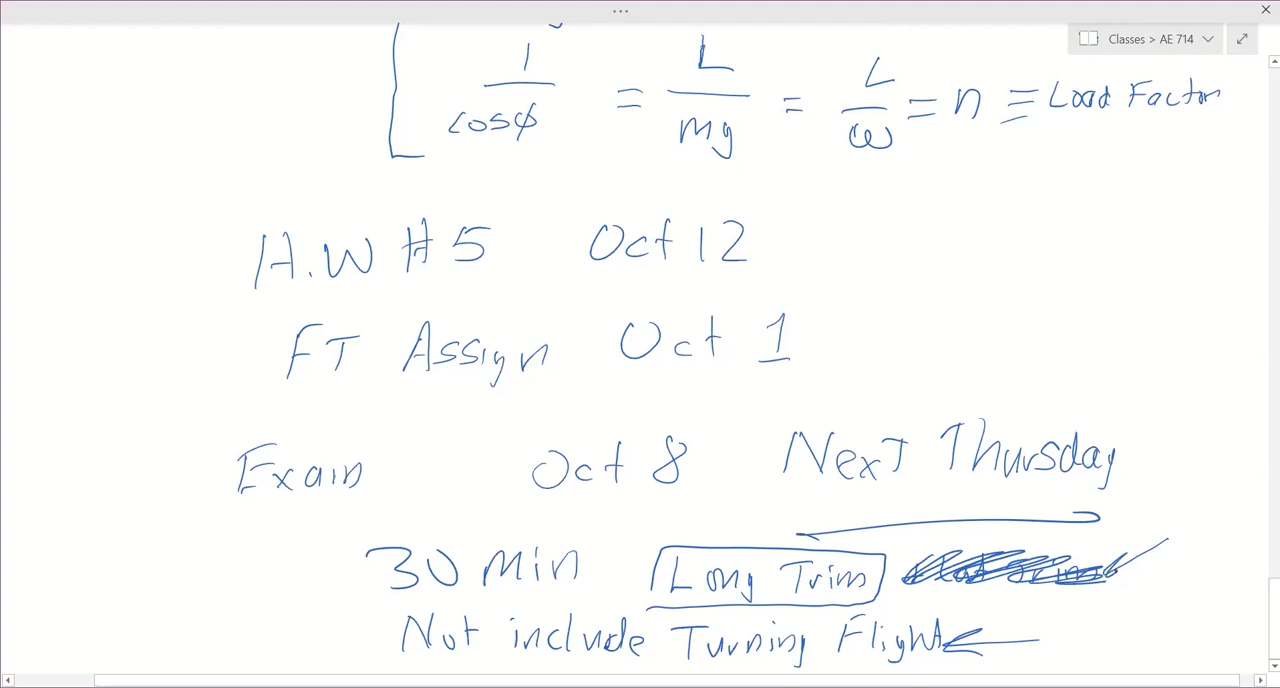 Classes > AE 714
1/cosφ = L/mg = L/ω = n ≡ Load Factor
H.W #5 Oct 12
FT Assign Oct 1
Exam Oct 8 Next Thursday
30 Min Long Trim
Not include Turning Flight